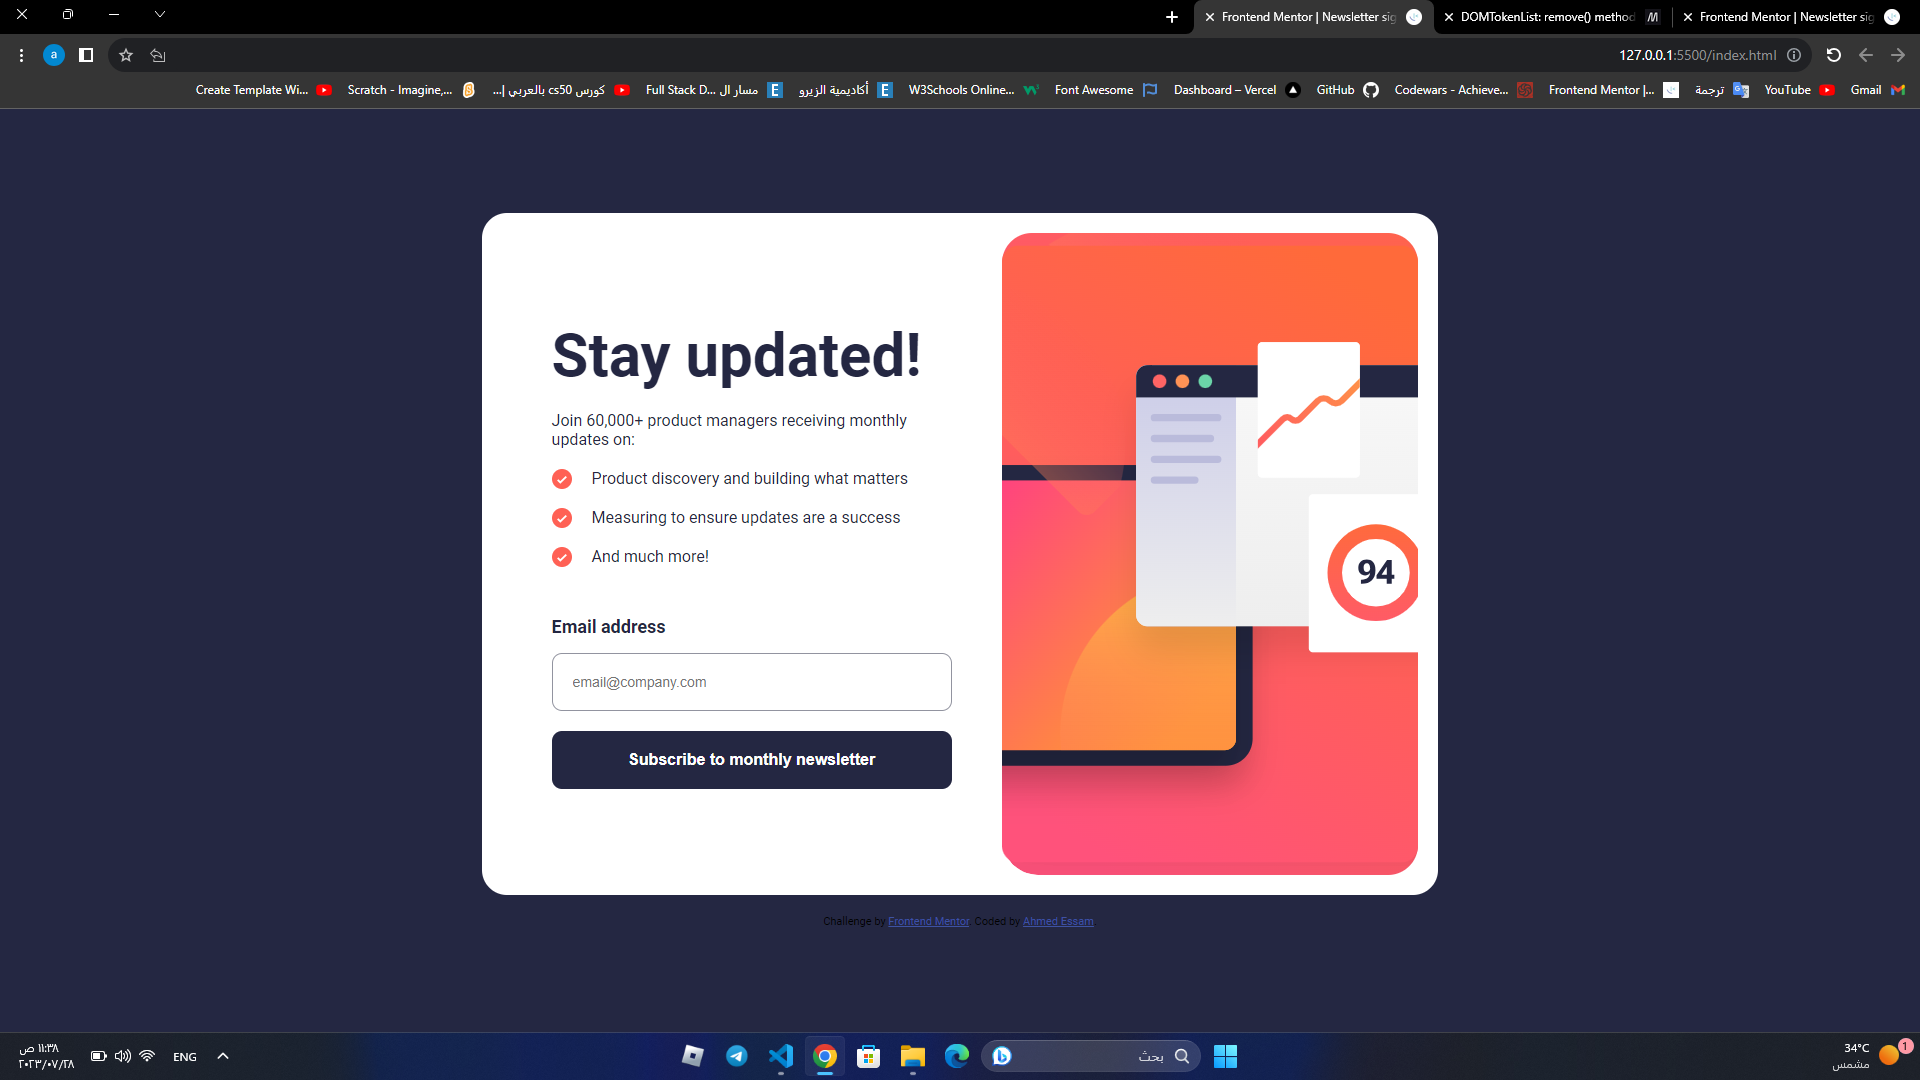 Frontend Mentor | Newsletter sig
DOMTokenList: remove() method
Frontend Mentor | Newsletter sig
a
127.0.0.1:5500/index.html
Create Template Wi...
Scratch - Imagine,...
كورس cs50 بالعربي |...
Full Stack D... مسار ال
أكاديمية الزيرو
W3Schools Online...
Font Awesome
Dashboard – Vercel
GitHub
Codewars - Achieve...
Frontend Mentor |...
ترجمة
YouTube
Gmail
Stay updated!
Join 60,000+ product managers receiving monthly
updates on:
Product discovery and building what matters
Measuring to ensure updates are a success
And much more!
Email address
email@company.com
Subscribe to monthly newsletter
94
Challenge by Frontend Mentor. Coded by Ahmed Essam.
١١:٣٨ ص
٢٠٢٣/٠٧/٢٨
ENG
بحث
34°C
مشمس
1